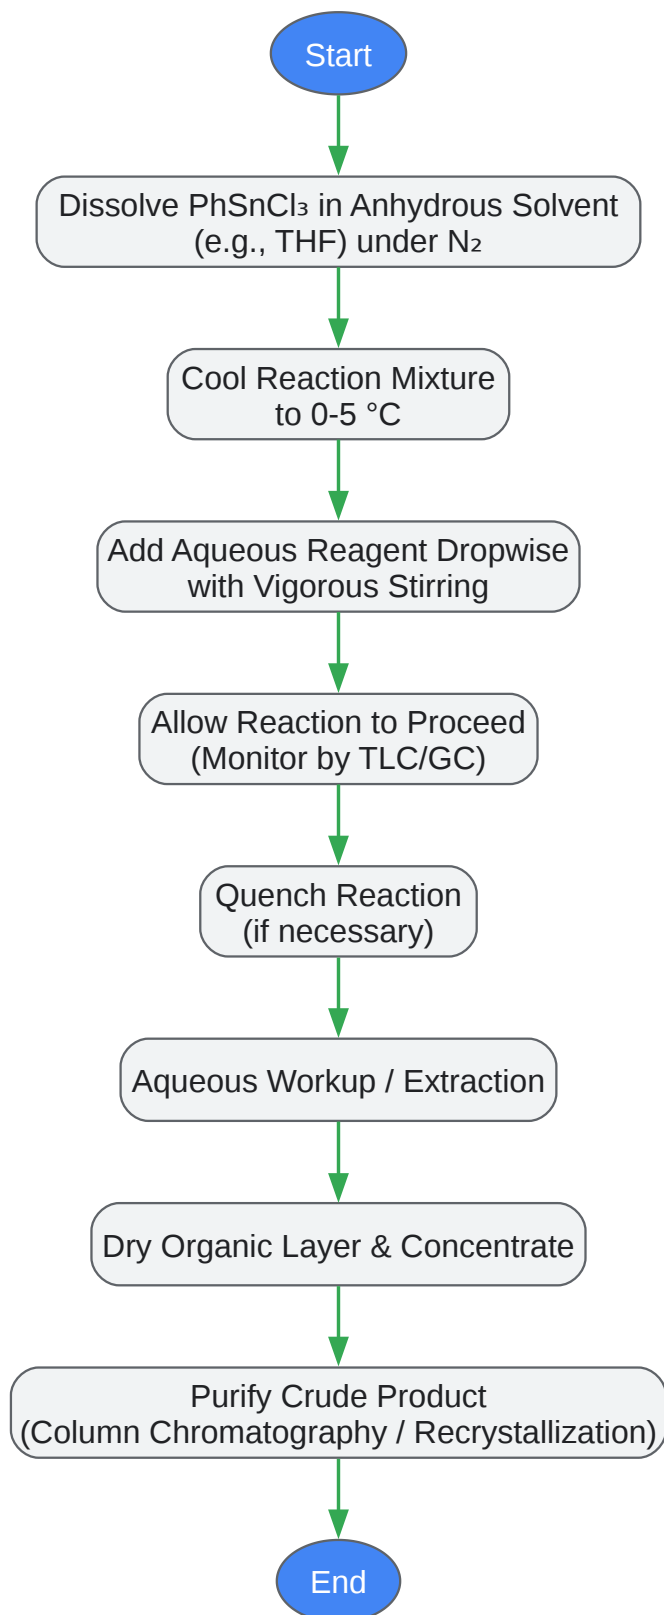 Start
Dissolve PhSnCl₃ in Anhydrous Solvent
(e.g., THF) under N₂
Cool Reaction Mixture
to 0-5 °C
Add Aqueous Reagent Dropwise
with Vigorous Stirring
Allow Reaction to Proceed
(Monitor by TLC/GC)
Quench Reaction
(if necessary)
Aqueous Workup / Extraction
Dry Organic Layer & Concentrate
Purify Crude Product
(Column Chromatography / Recrystallization)
End